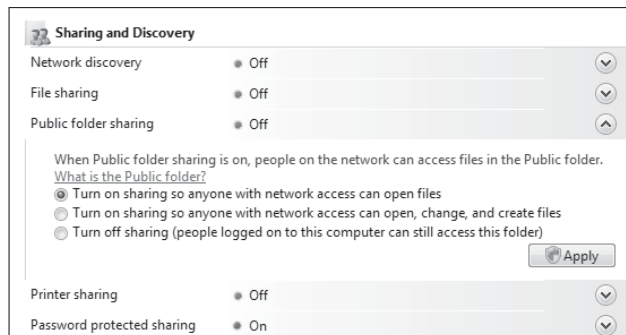 Sharing and Discovery
Network discovery Off
File sharing Off
Public folder sharing Off
When Public folder sharing is on, people on the network can access files in the Public folder.
What is the Public folder?
Turn on sharing so anyone with network access can open files
Turn on sharing so anyone with network access can open, change, and create files
Turn off sharing (people logged on to this computer can still access this folder)
Apply
Printer sharing Off
Password protected sharing On